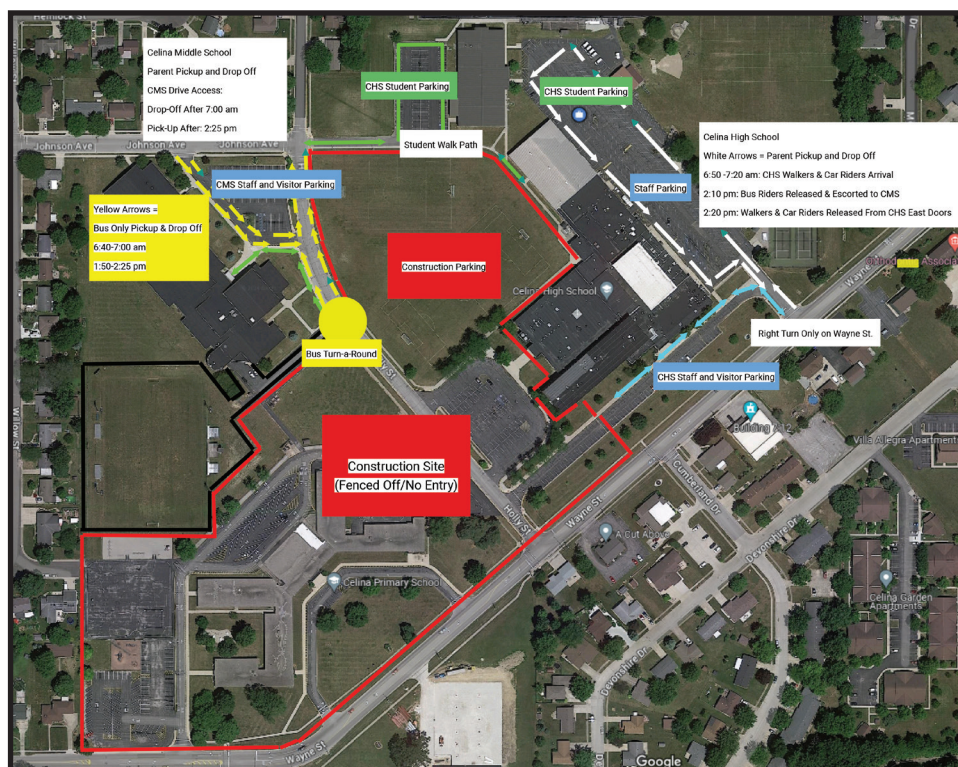 Hemlock St
Celina Middle School
Parent Pickup and Drop Off
CMS Drive Access:
Drop-Off After 7:00 am
Pick-Up After: 2:25 pm
CHS Student Parking
CHS Student Parking
Celina High School
White Arrows = Parent Pickup and Drop Off
6:50 -7:20 am: CHS Walkers & Car Riders Arrival
2:10 pm: Bus Riders Released & Escorted to CMS
2:20 pm: Walkers & Car Riders Released From CHS East Doors
Johnson Ave
Johnson Ave
Johnson Ave
Student Walk Path
CMS Staff and Visitor Parking
Staff Parking
Yellow Arrows =
Bus Only Pickup & Drop Off
6:40-7:00 am
1:50-2:25 pm
Construction Parking
Celina High School
Wayne St
Right Turn Only on Wayne St.
Bus Turn-a-Round
CHS Staff and Visitor Parking
Willow St
Villa Allegra Apartments
Construction Site
(Fenced Off/No Entry)
Cumberland Dr
Holly St
Wayne St
A Cut Above
Devonshire Dr
Celina Primary School
Celina Garden
Apartments
Devonshire Dr
Wayne St
Google